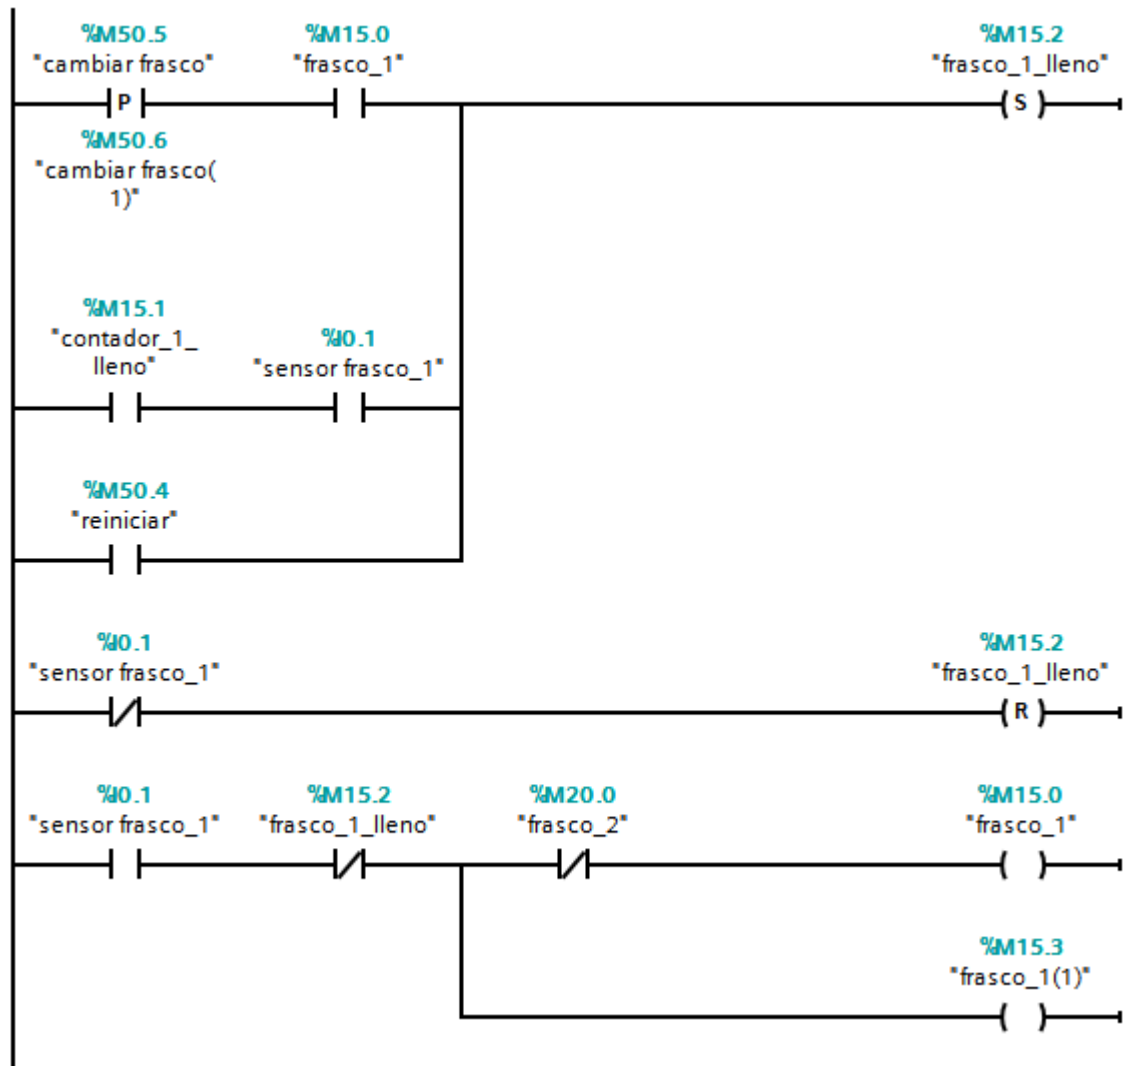 %M50.5 %M15.0 %M15.2
"cambiar frasco" "frasco_1" "frasco_1_lleno"
P S
%M50.6
"cambiar frasco(
1)"
%M15.1
"contador_1_ %I0.1
lleno" "sensor frasco_1"
%M50.4
"reiniciar"
%I0.1 %M15.2
"sensor frasco_1" "frasco_1_lleno"
R
%I0.1 %M15.2 %M20.0 %M15.0
"sensor frasco_1" "frasco_1_lleno" "frasco_2" "frasco_1"
%M15.3
"frasco_1(1)"